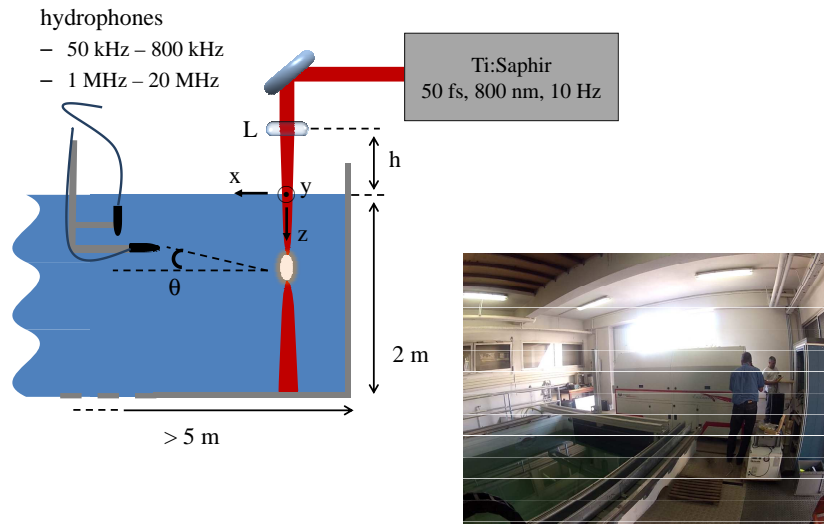 hydrophones
– 50 kHz – 800 kHz
– 1 MHz – 20 MHz
Ti:Saphir
50 fs, 800 nm, 10 Hz
L
h
x
y
z
θ
2 m
> 5 m